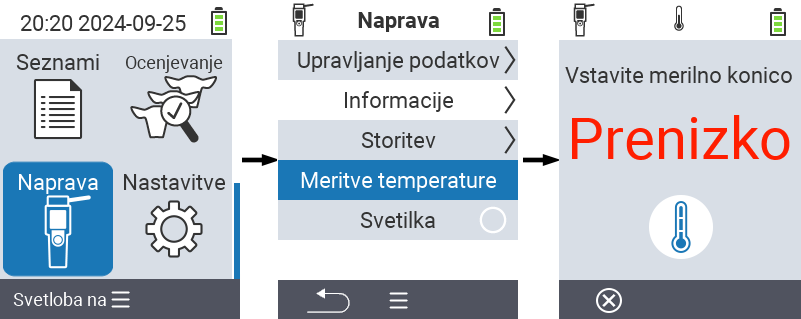 20:20 2024-09-25
Seznami
Ocenjevanje
Naprava
Nastavitve
Svetloba na
Naprava
Upravljanje podatkov
Informacije
Storitev
Meritve temperature
Svetilka
Vstavite merilno konico
Prenizko